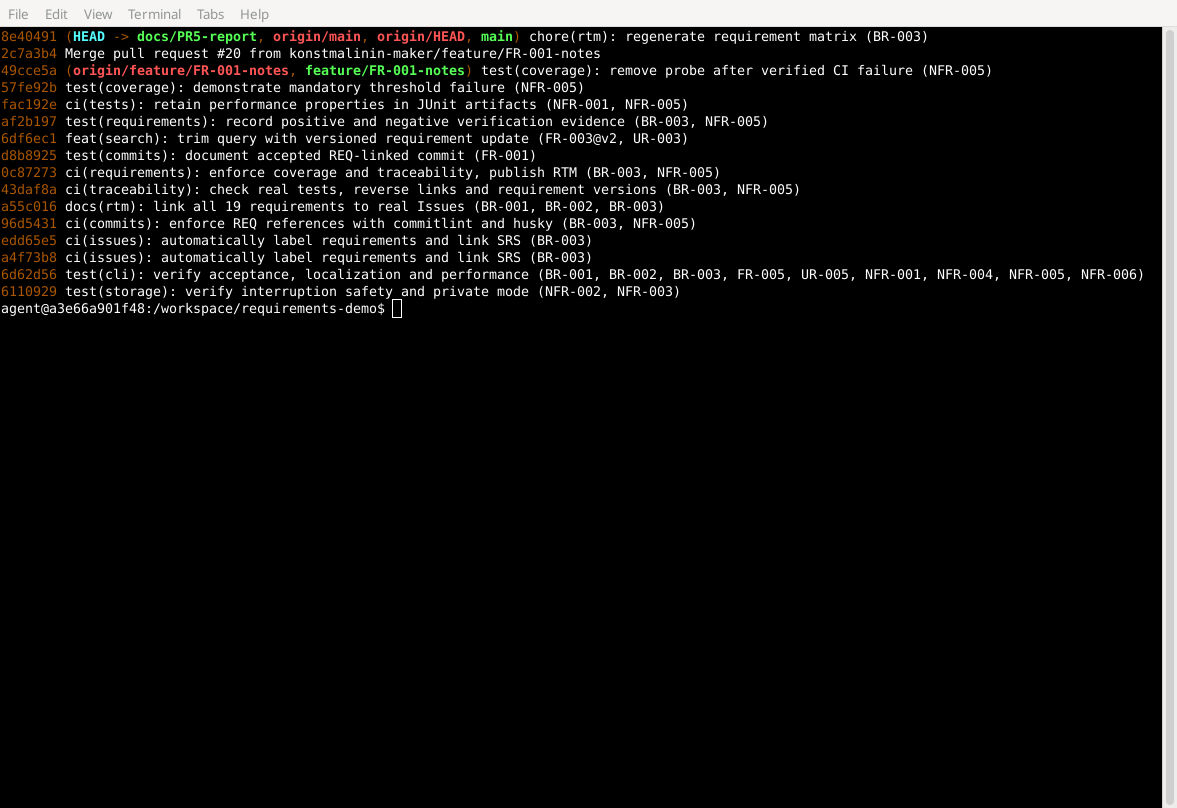 File Edit View Terminal Tabs Help
8e40491 (HEAD -> docs/PR5-report, origin/main, origin/HEAD, main) chore(rtm): regenerate requirement matrix (BR-003)
2c7a3b4 Merge pull request #20 from konstmalinin-maker/feature/FR-001-notes
49cce5a (origin/feature/FR-001-notes, feature/FR-001-notes) test(coverage): remove probe after verified CI failure (NFR-005)
57fe92b test(coverage): demonstrate mandatory threshold failure (NFR-005)
fac192e ci(tests): retain performance properties in JUnit artifacts (NFR-001, NFR-005)
af2b197 test(requirements): record positive and negative verification evidence (BR-003, NFR-005)
6df6ec1 feat(search): trim query with versioned requirement update (FR-003@v2, UR-003)
d8b8925 test(commits): document accepted REQ-linked commit (FR-001)
0c87273 ci(requirements): enforce coverage and traceability, publish RTM (BR-003, NFR-005)
43daf8a ci(traceability): check real tests, reverse links and requirement versions (BR-003, NFR-005)
a55c016 docs(rtm): link all 19 requirements to real Issues (BR-001, BR-002, BR-003)
96d5431 ci(commits): enforce REQ references with commitlint and husky (BR-003, NFR-005)
edd65e5 ci(issues): automatically label requirements and link SRS (BR-003)
a4f73b8 ci(issues): automatically label requirements and link SRS (BR-003)
6d62d56 test(cli): verify acceptance, localization and performance (BR-001, BR-002, BR-003, FR-005, UR-005, NFR-001, NFR-004, NFR-005, NFR-006)
6110929 test(storage): verify interruption safety and private mode (NFR-002, NFR-003)
agent@a3e66a901f48:/workspace/requirements-demo$